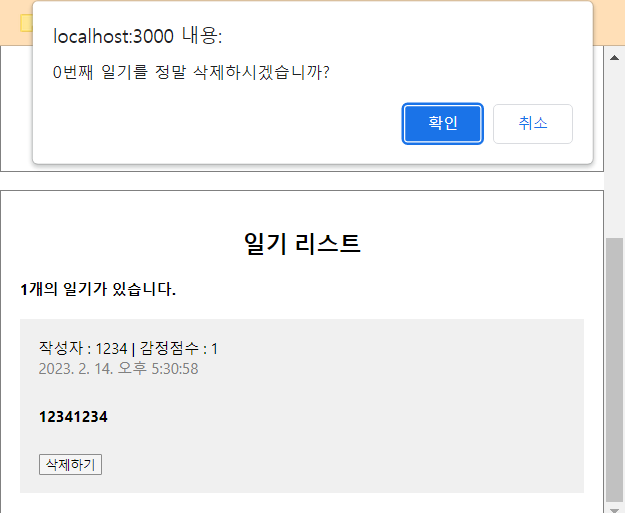 localhost:3000 내용:
0번째 일기를 정말 삭제하시겠습니까?
확인 취소
일기 리스트
1개의 일기가 있습니다.
작성자 : 1234 | 감정점수 : 1
2023. 2. 14. 오후 5:30:58
12341234
삭제하기